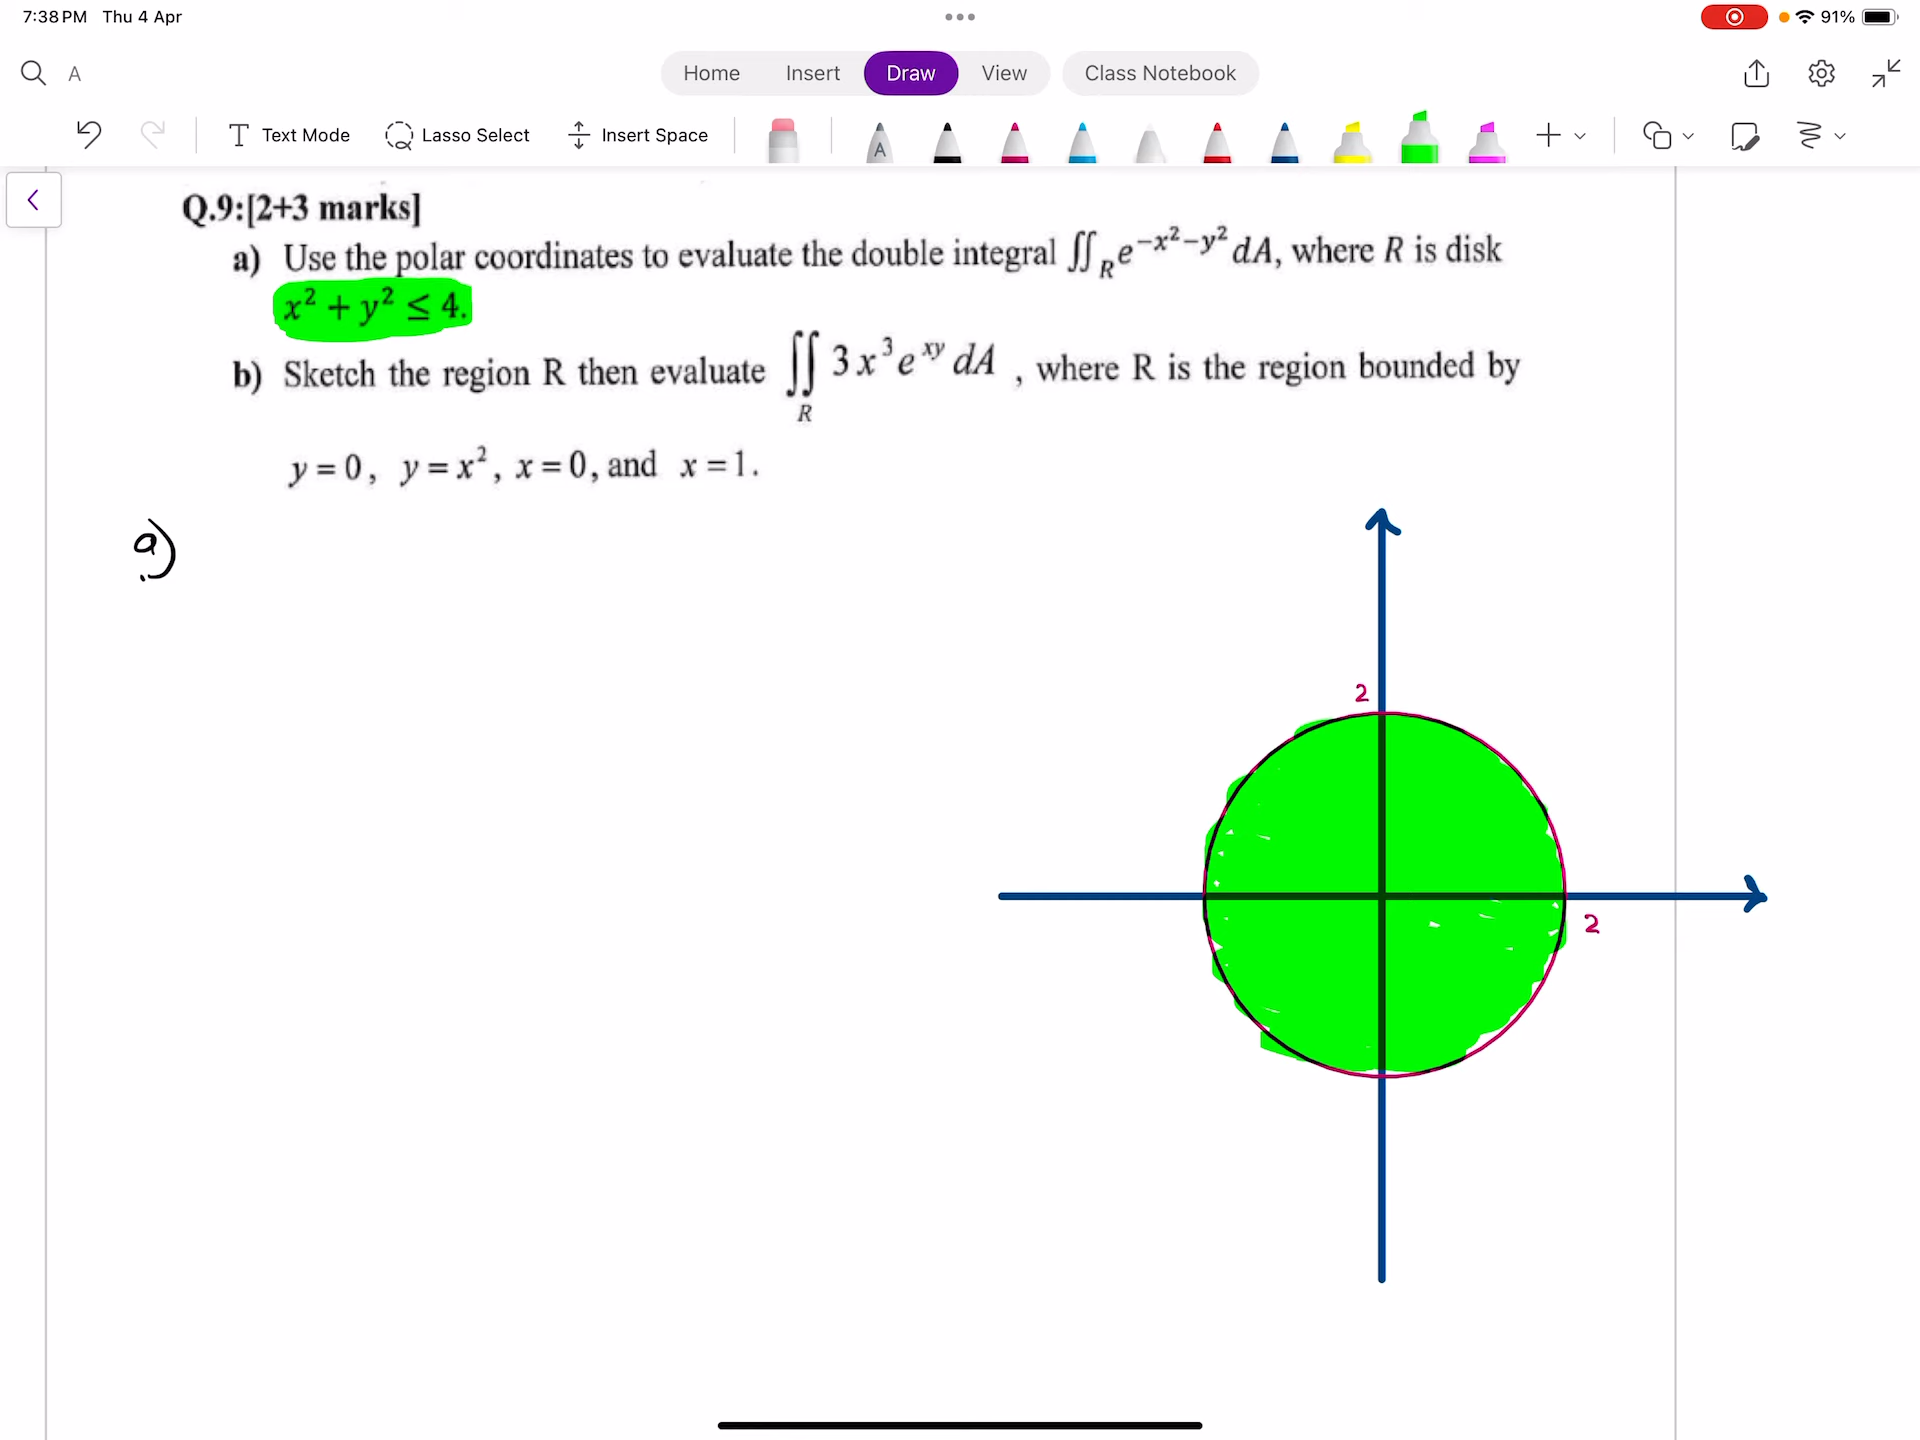 7:38 PM Thu 4 Apr
91%
A
Home Insert Draw View Class Notebook
Text Mode Lasso Select Insert Space
A
Q.9:[2+3 marks]
a) Use the polar coordinates to evaluate the double integral ∬_R e^{-x²-y²} dA, where R is disk
x² + y² ≤ 4.
b) Sketch the region R then evaluate ∬_R 3x³e^{xy} dA , where R is the region bounded by
y = 0, y = x², x = 0, and x = 1.
a)
2
2